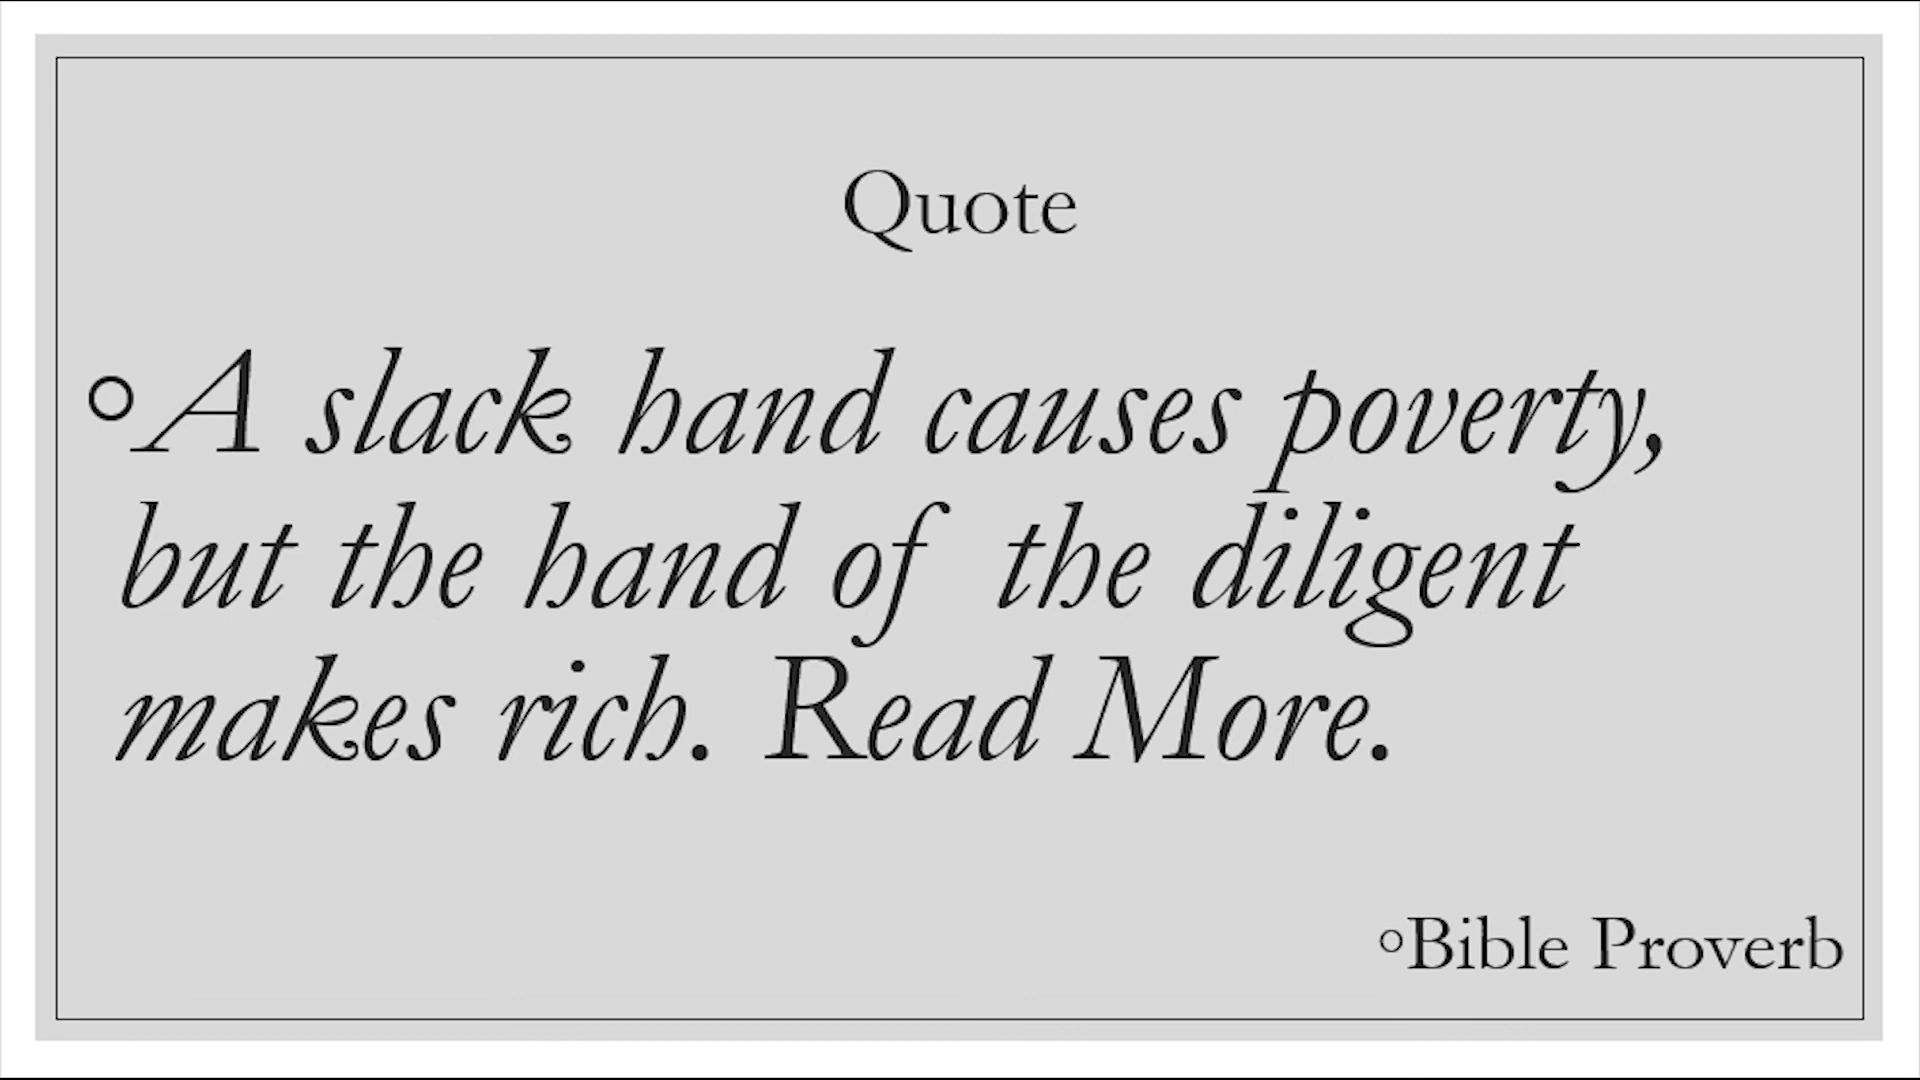 Quote
°A slack hand causes poverty,
but the hand of the diligent
makes rich. Read More.
°Bible Proverb